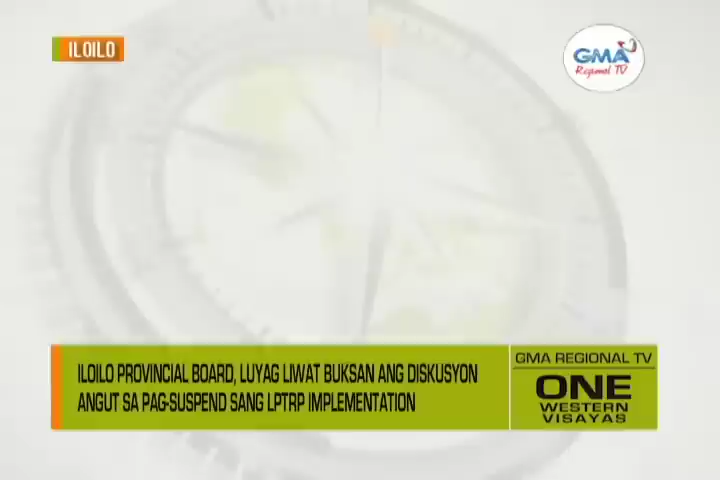 ILOILO
GMA
Regional TV
ILOILO PROVINCIAL BOARD, LUYAG LIWAT BUKSAN ANG DISKUSYON
ANGUT SA PAG-SUSPEND SANG LPTRP IMPLEMENTATION
GMA REGIONAL TV
ONE
WESTERN
VISAYAS